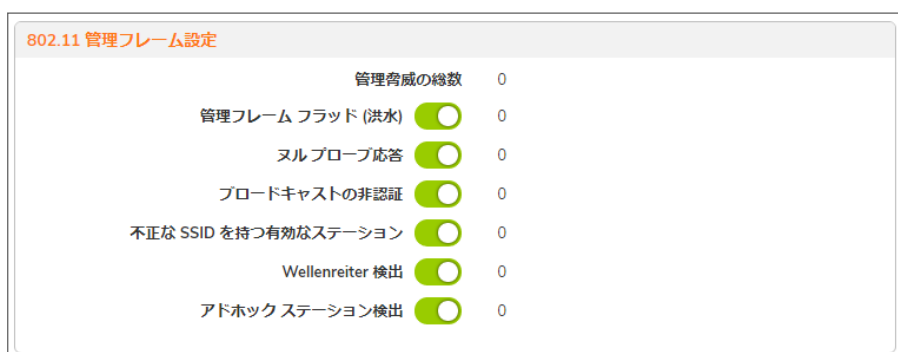 802.11 管理フレーム設定
管理脅威の総数 0
管理フレーム フラッド (洪水) 0
ヌル プローブ応答 0
ブロードキャストの非認証 0
不正な SSID を持つ有効なステーション 0
Wellenreiter 検出 0
アドホック ステーション検出 0